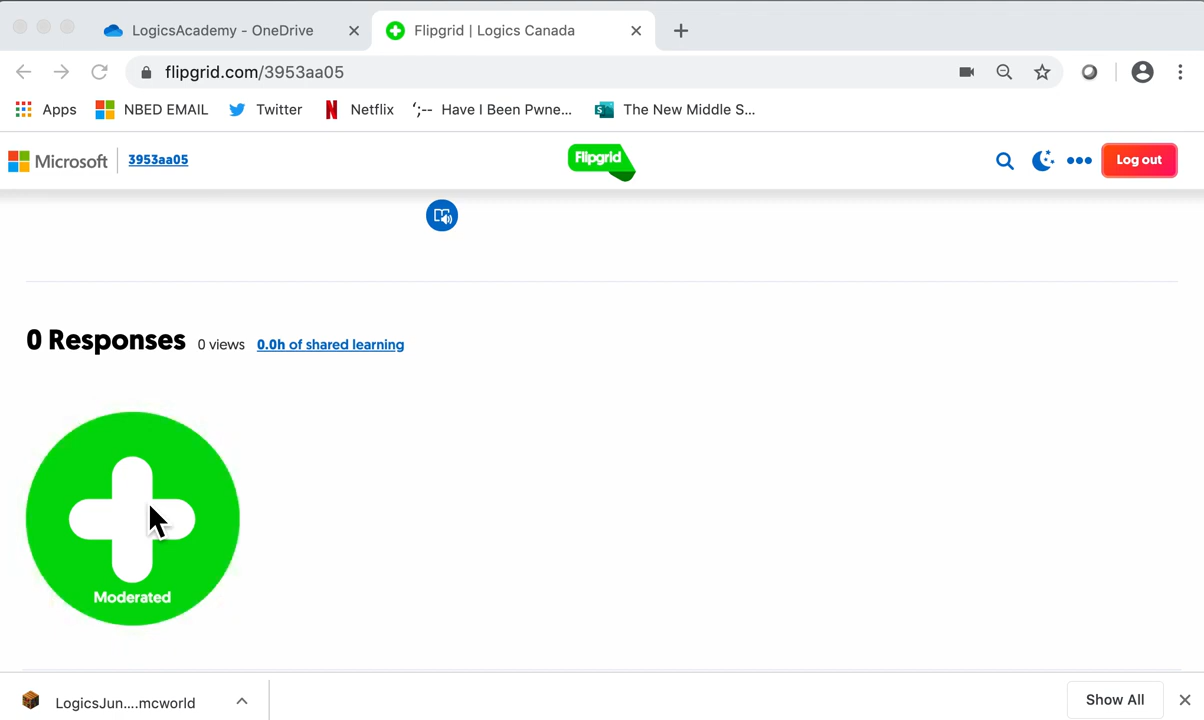 LogicsAcademy - OneDrive
Flipgrid | Logics Canada
flipgrid.com/3953aa05
Apps
NBED EMAIL
Twitter
Netflix
';-- Have I Been Pwne...
The New Middle S...
Microsoft
3953aa05
Flipgrid
Log out
0 Responses 0 views 0.0h of shared learning
Moderated
LogicsJun....mcworld
Show All